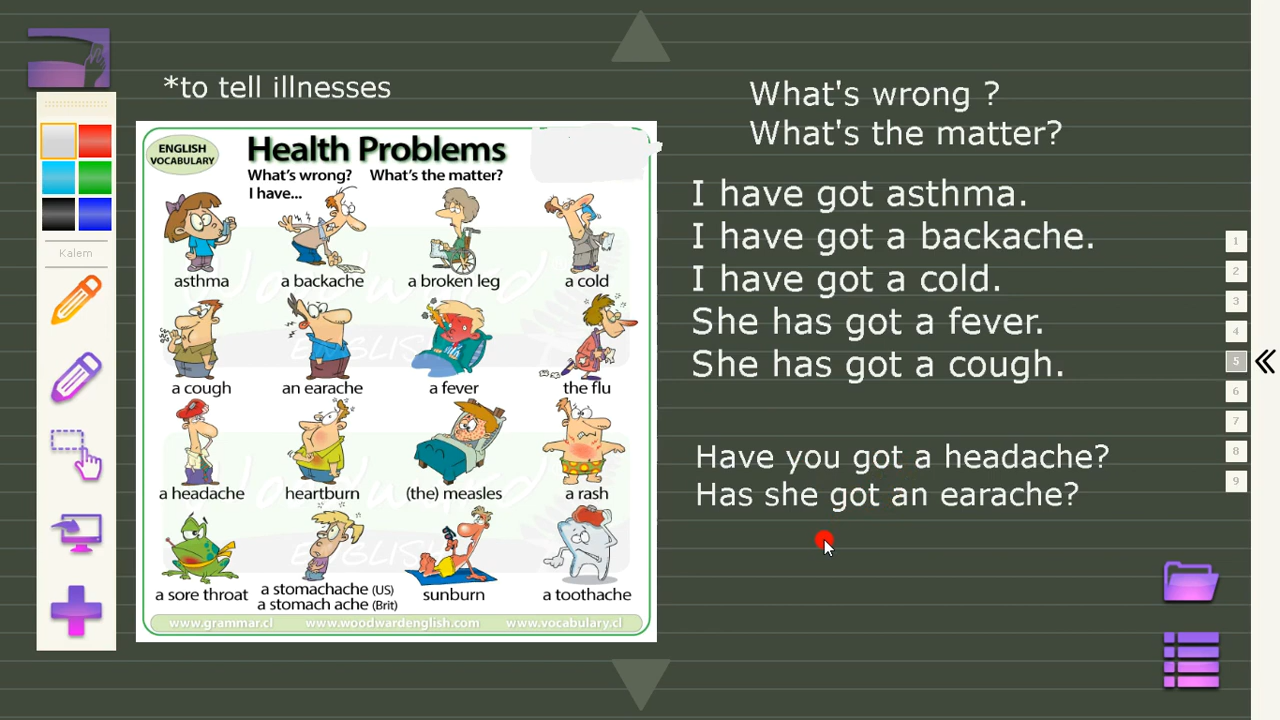 *to tell illnesses
What's wrong ?
What's the matter?
ENGLISH
VOCABULARY
Health Problems
What's wrong? What's the matter?
I have...
asthma
a backache
a broken leg
a cold
a cough
an earache
a fever
the flu
a headache
heartburn
(the) measles
a rash
a sore throat
a stomachache (US)
a stomach ache (Brit)
sunburn
a toothache
www.grammar.cl www.woodwardenglish.com www.vocabulary.cl
I have got asthma.
I have got a backache.
I have got a cold.
She has got a fever.
She has got a cough.
Have you got a headache?
Has she got an earache?
Kalem
1
2
3
4
5
6
7
8
9